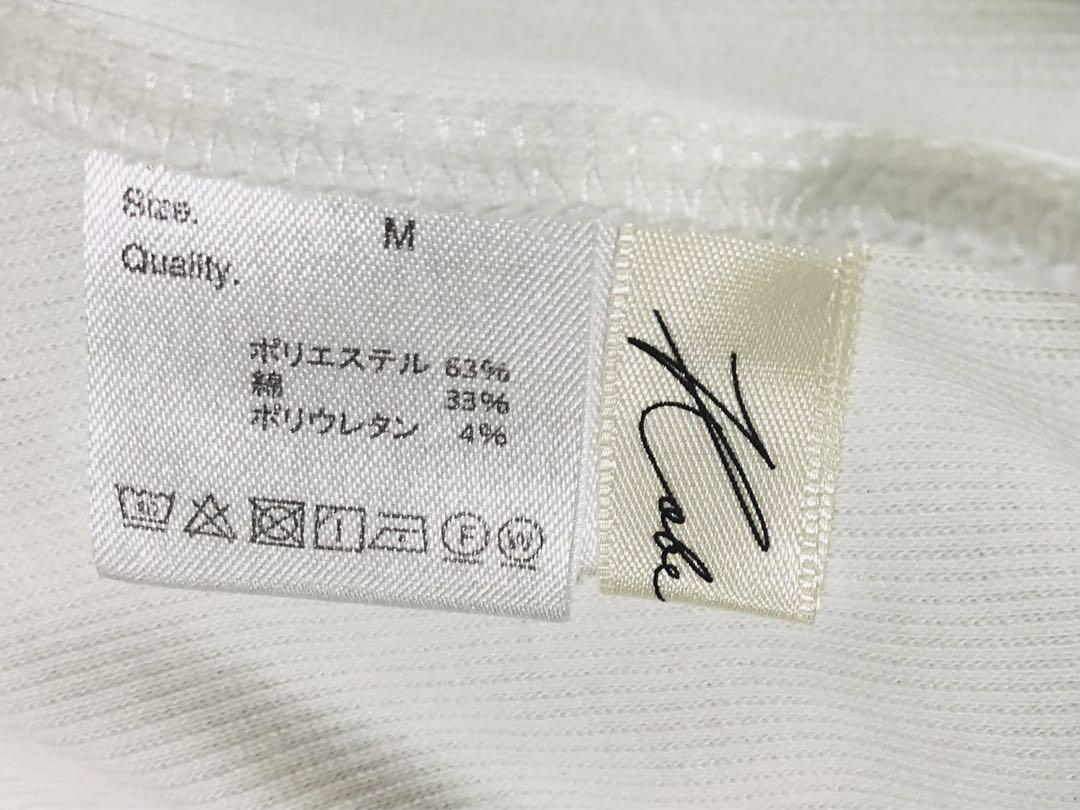 Size.
M
Quality.
ポリエステル 63%
綿 33%
ポリウレタン 4%
F
W